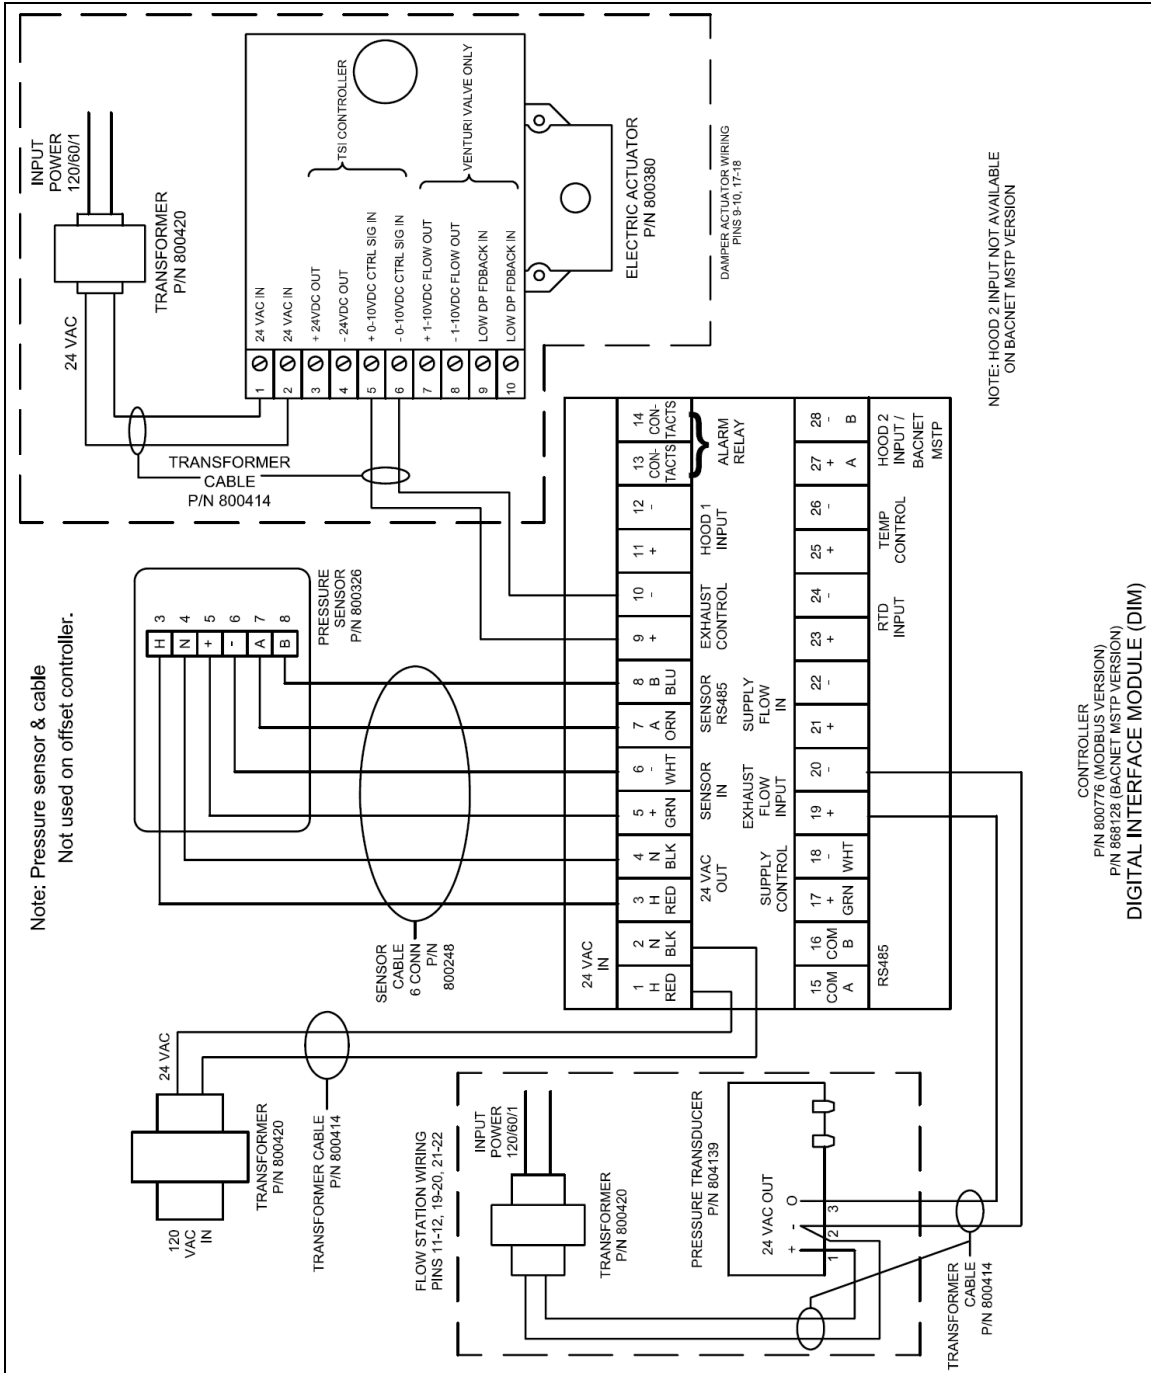 Note: Pressure sensor & cable
Not used on offset controller.
INPUT
POWER
120/60/1
TRANSFORMER
P/N 800420
24 VAC
TRANSFORMER
CABLE
P/N 800414
TSI CONTROLLER
VENTURI VALVE ONLY
1 24 VAC IN
2 24 VAC IN
3 + 24VDC OUT
4 - 24VDC OUT
5 + 0-10VDC CTRL SIG IN
6 - 0-10VDC CTRL SIG IN
7 + 1-10VDC FLOW OUT
8 - 1-10VDC FLOW OUT
9 LOW DP FDBACK IN
10 LOW DP FDBACK IN
ELECTRIC ACTUATOR
P/N 800380
DAMPER ACTUATOR WIRING
PINS 9-10, 17-18
H 3
N 4
+ 5
- 6
A 7
B 8
PRESSURE
SENSOR
P/N 800326
SENSOR
CABLE
6 CONN
P/N
800248
24 VAC
120
VAC
IN
TRANSFORMER
P/N 800420
TRANSFORMER CABLE
P/N 800414
24 VAC
IN
1 H RED
2 N BLK
3 H RED
4 N BLK
5 + GRN
6 - WHT
7 A ORN
8 B BLU
9 +
10 -
11 +
12 -
13 CON-TACTS
14 CON-TACTS
24 VAC
OUT
SENSOR
IN
SENSOR
RS485
EXHAUST
CONTROL
HOOD 1
INPUT
ALARM
RELAY
SUPPLY
CONTROL
EXHAUST
FLOW
INPUT
SUPPLY
FLOW
IN
15 COM A
16 COM B
17 + GRN
18 - WHT
19 +
20 -
21 +
22 -
23 +
24 -
25 +
26 -
27 + A
28 - B
RS485
RTD
INPUT
TEMP
CONTROL
HOOD 2
INPUT /
BACNET
MSTP
NOTE: HOOD 2 INPUT NOT AVAILABLE
ON BACNET MSTP VERSION
FLOW STATION WIRING
PINS 11-12, 19-20, 21-22
INPUT
POWER
120/60/1
TRANSFORMER
P/N 800420
PRESSURE TRANSDUCER
P/N 804139
24 VAC OUT
+ - O
1 2 3
TRANSFORMER
CABLE
P/N 800414
CONTROLLER
P/N 800776 (MODBUS VERSION)
P/N 868128 (BACNET MSTP VERSION)
DIGITAL INTERFACE MODULE (DIM)